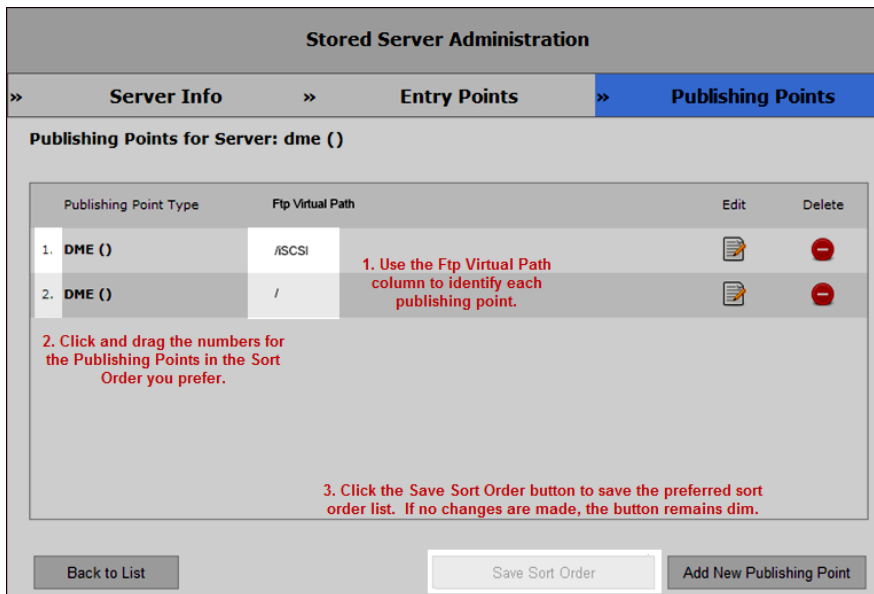 Stored Server Administration
» Server Info » Entry Points » Publishing Points
Publishing Points for Server: dme ()
Publishing Point Type Ftp Virtual Path Edit Delete
1. DME () /iSCSI
2. DME () /
1. Use the Ftp Virtual Path
column to identify each
publishing point.
2. Click and drag the numbers for
the Publishing Points in the Sort
Order you prefer.
3. Click the Save Sort Order button to save the preferred sort
order list. If no changes are made, the button remains dim.
Back to List Save Sort Order Add New Publishing Point